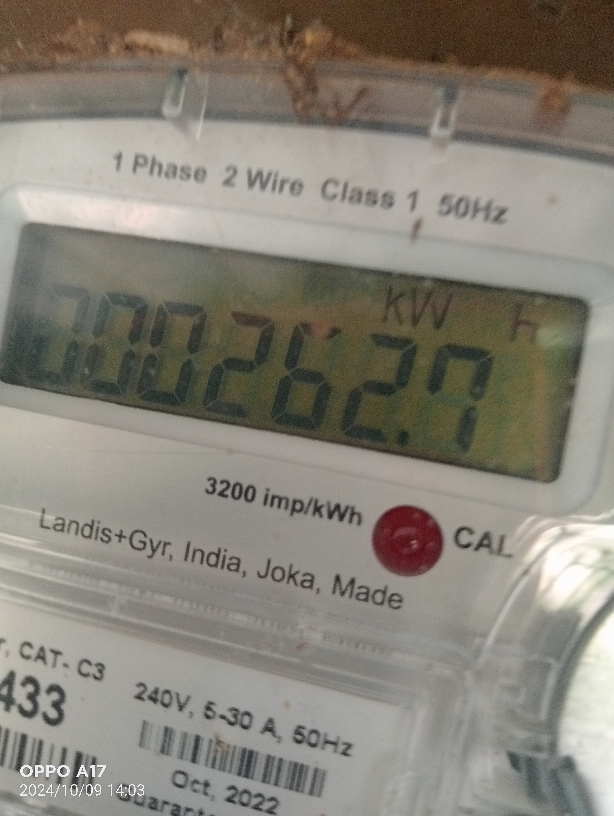 1 Phase 2 Wire Class 1 50Hz
kW H
000262.7
3200 imp/kWh
CAL
Landis+Gyr, India, Joka, Made
CAT- C3
433
240V, 5-30 A, 50Hz
Oct, 2022
OPPO A17
2024/10/09 14:03